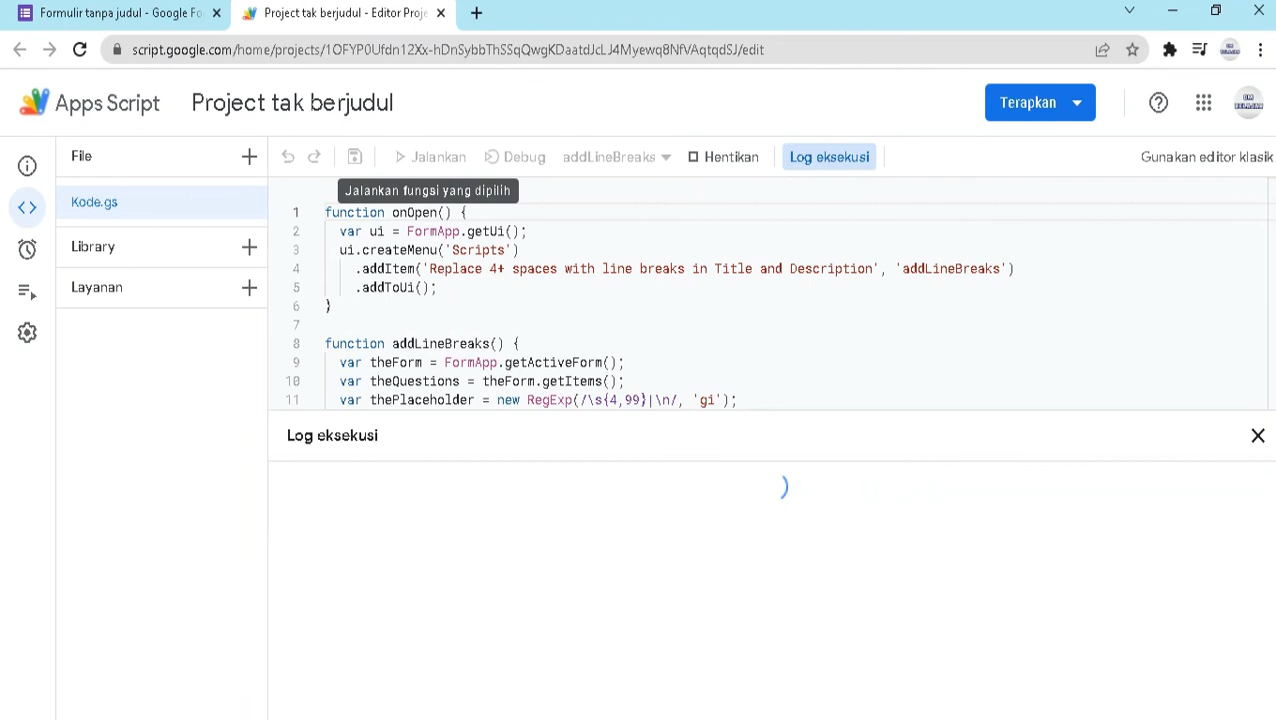 Formulir tanpa judul - Google Fo
Project tak berjudul - Editor Proje
script.google.com/home/projects/1OFYP0Ufdn12Xx-hDnSybbThSSqQwgKDaatdJcLJ4Myewq8NfVAqtqdSJ/edit
Apps Script
Project tak berjudul
Terapkan
File
Jalankan
Debug
addLineBreaks
Hentikan
Log eksekusi
Gunakan editor klasik
Jalankan fungsi yang dipilih
Kode.gs
Library
Layanan
1 function onOpen() {
2 var ui = FormApp.getUi();
3 ui.createMenu('Scripts')
4 .addItem('Replace 4+ spaces with line breaks in Title and Description', 'addLineBreaks')
5 .addToUi();
6 }
7
8 function addLineBreaks() {
9 var theForm = FormApp.getActiveForm();
10 var theQuestions = theForm.getItems();
11 var thePlaceholder = new RegExp(/\s{4,99}|\n/, 'gi');
Log eksekusi